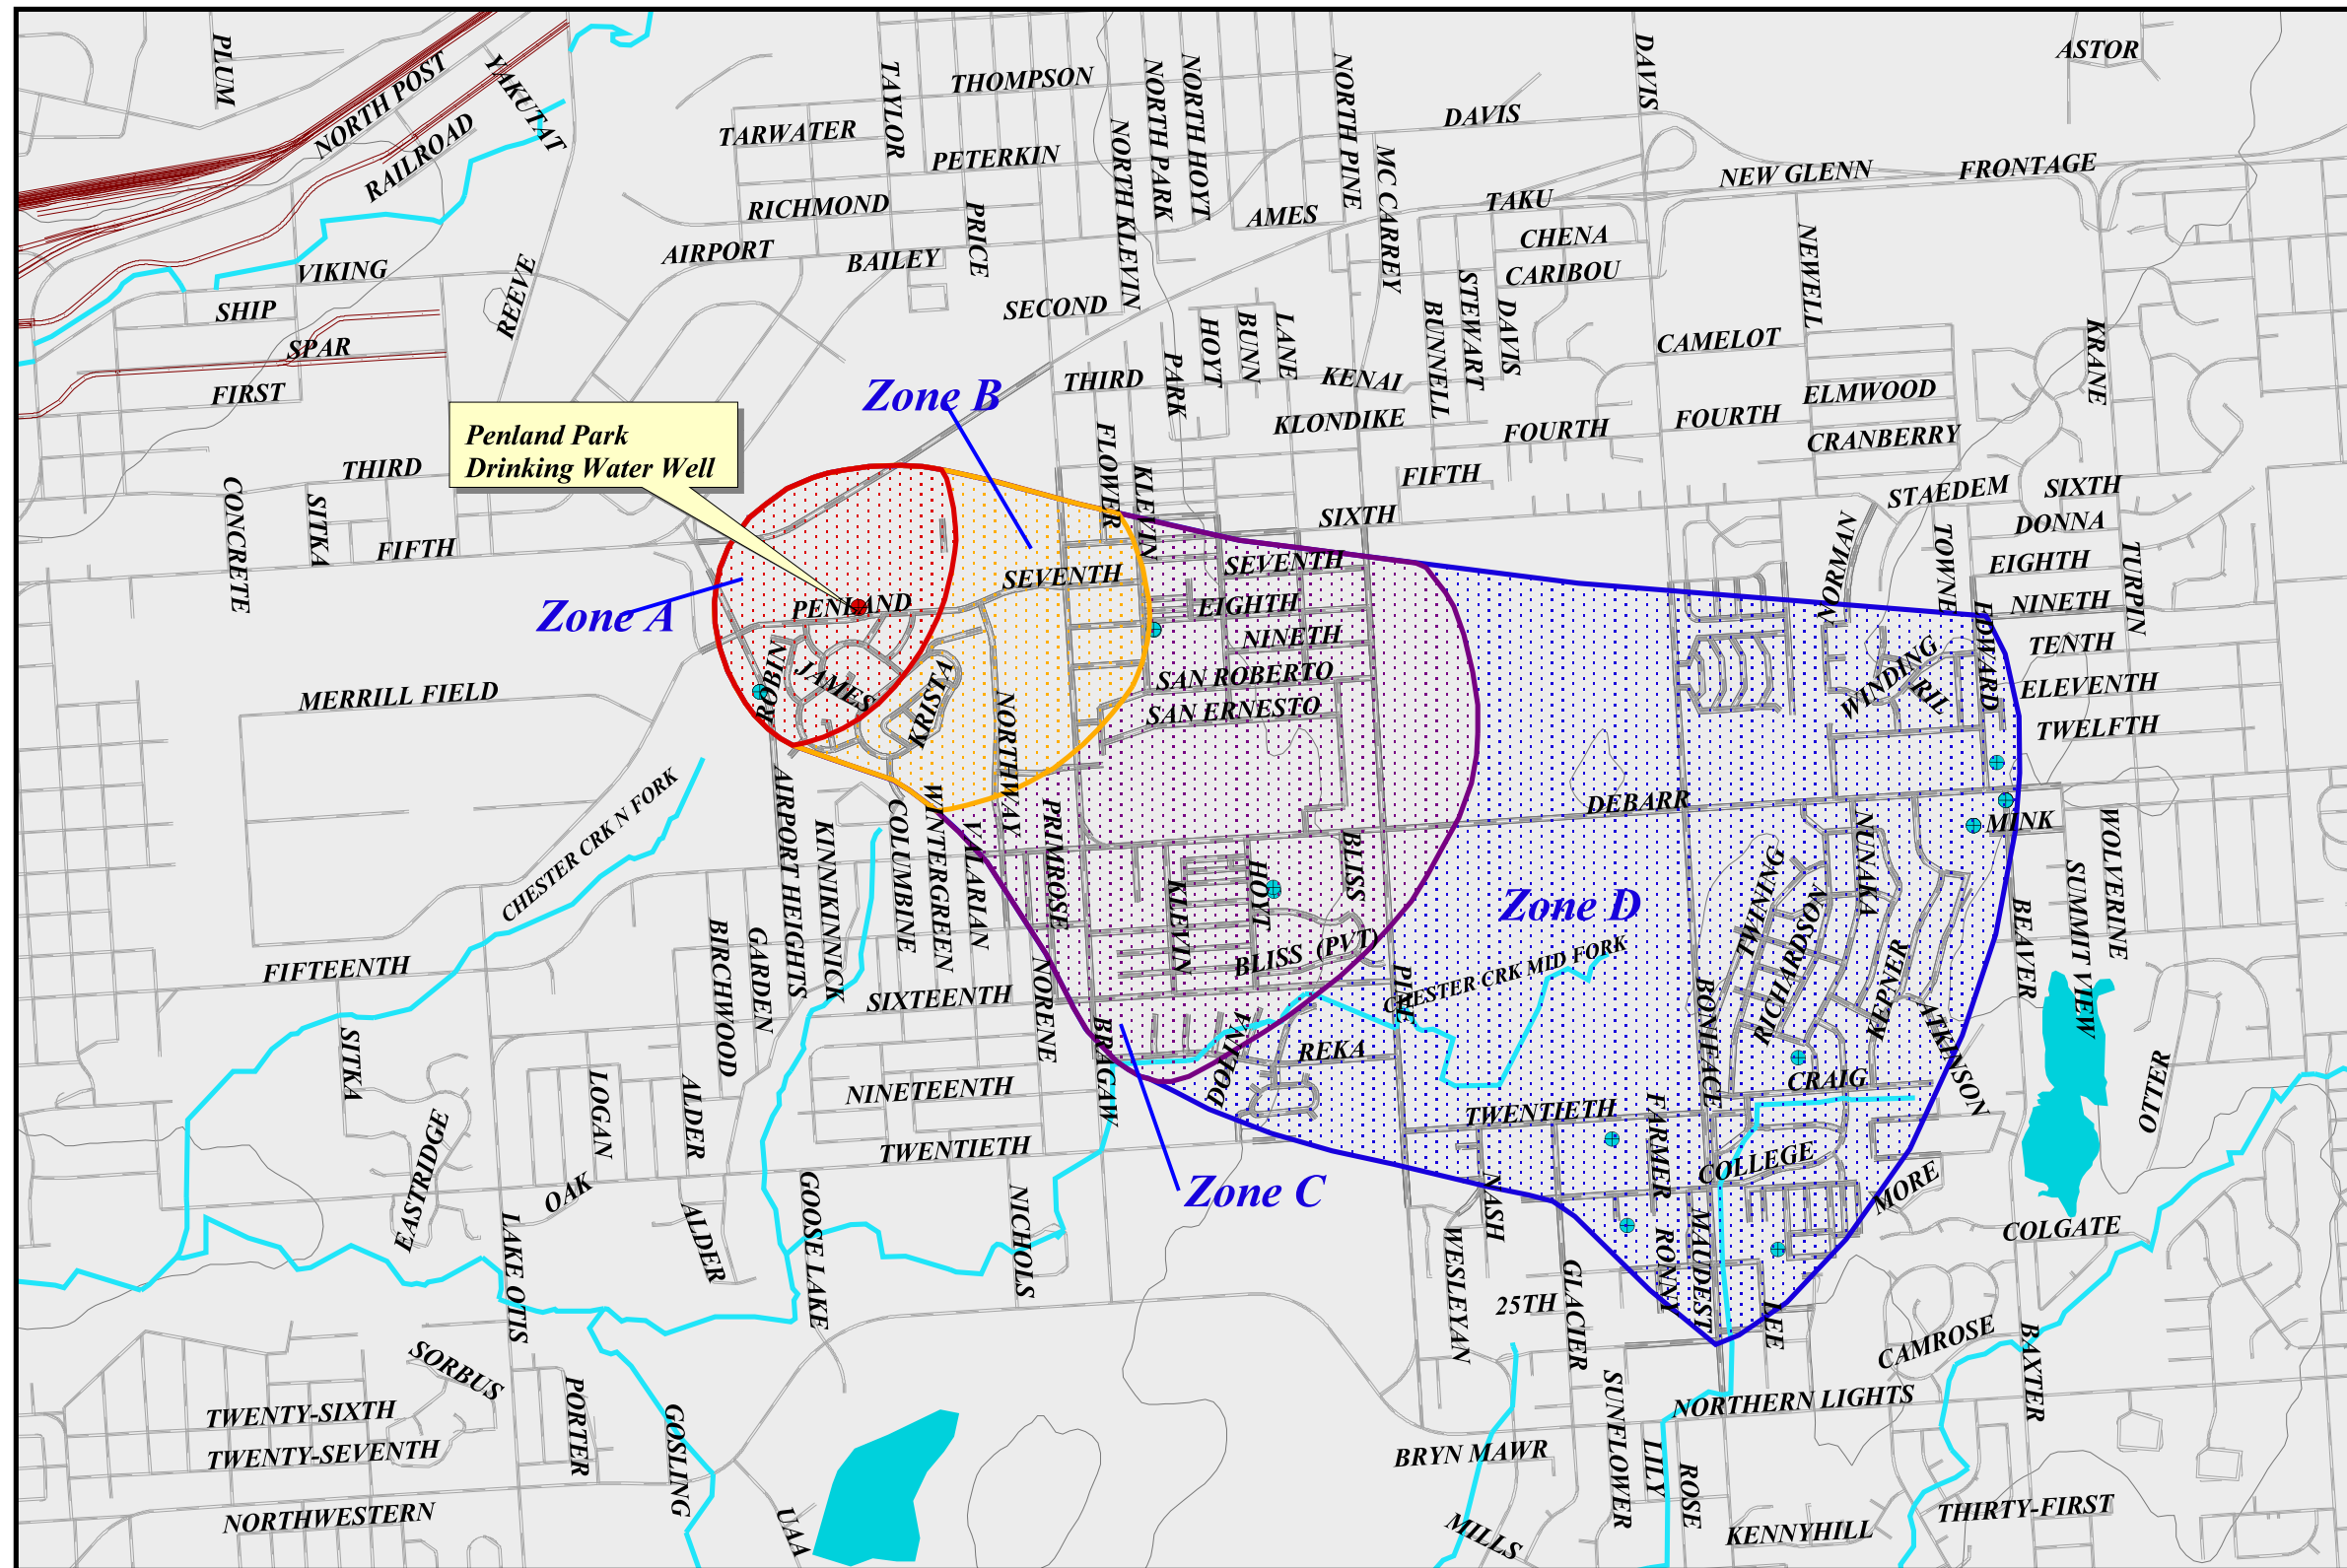 PLUM
NORTH POST
YAKUTAT
RAILROAD
TAYLOR
THOMPSON
NORTH PARK
NORTH HOYT
NORTH PINE
DAVIS
DAVIS
ASTOR
TARWATER
PETERKIN
NORTH KLEVIN
MC CARREY
NEW GLENN
FRONTAGE
RICHMOND
PRICE
AMES
TAKU
CHENA
CARIBOU
NEWELL
AIRPORT
BAILEY
VIKING
REEVE
SHIP
SPAR
FIRST
SECOND
HOYT
BUNN
LANE
PARK
BUNNELL
STEWART
DAVIS
CAMELOT
KRANE
Zone B
THIRD
KENAI
KLONDIKE
FOURTH
FOURTH
ELMWOOD
CRANBERRY
Penland Park
Drinking Water Well
THIRD
FLOWER
KLEVIN
FIFTH
SIXTH
STAEDEM
SIXTH
DONNA
CONCRETE
SITKA
FIFTH
SEVENTH
SEVENTH
NORMAN
TOWNE
EIGHTH
TURPIN
Zone A
PENLAND
EIGHTH
NINETH
NINETH
EDWARD
TENTH
MERRILL FIELD
ROBIN
JAMES
KRISTA
NORTHWAY
SAN ROBERTO
SAN ERNESTO
WINDING
RIL
ELEVENTH
TWELFTH
CHESTER CRK N FORK
AIRPORT HEIGHTS
KINNIKINNICK
COLUMBINE
WINTERGREEN
VALARIAN
PRIMROSE
DEBARR
MINK
KLEVIN
HOYT
BLISS
Zone D
TWINING
RICHARDSON
NUNAKA
KEPNER
BEAVER
SUMMIT VIEW
WOLVERINE
FIFTEENTH
BIRCHWOOD
GARDEN
SIXTEENTH
NORENE
BLISS (PVT)
CHESTER CRK MID FORK
PINE
BONIFACE
ATKINSON
SITKA
LOGAN
ALDER
NINETEENTH
BRAGAW
DOLINA
REKA
CRAIG
OTTER
TWENTIETH
TWENTIETH
FARMER
COLLEGE
EASTRIDGE
OAK
ALDER
GOOSE LAKE
NICHOLS
Zone C
NASH
MORE
COLGATE
LAKE OTIS
WESLEYAN
GLACIER
25TH
RONNY
MAUDEST
LEE
CAMROSE
BAXTER
SORBUS
PORTER
GOSLING
SUNFLOWER
NORTHERN LIGHTS
TWENTY-SIXTH
TWENTY-SEVENTH
BRYN MAWR
LILY
ROSE
NORTHWESTERN
UAA
MILLS
KENNYHILL
THIRTY-FIRST